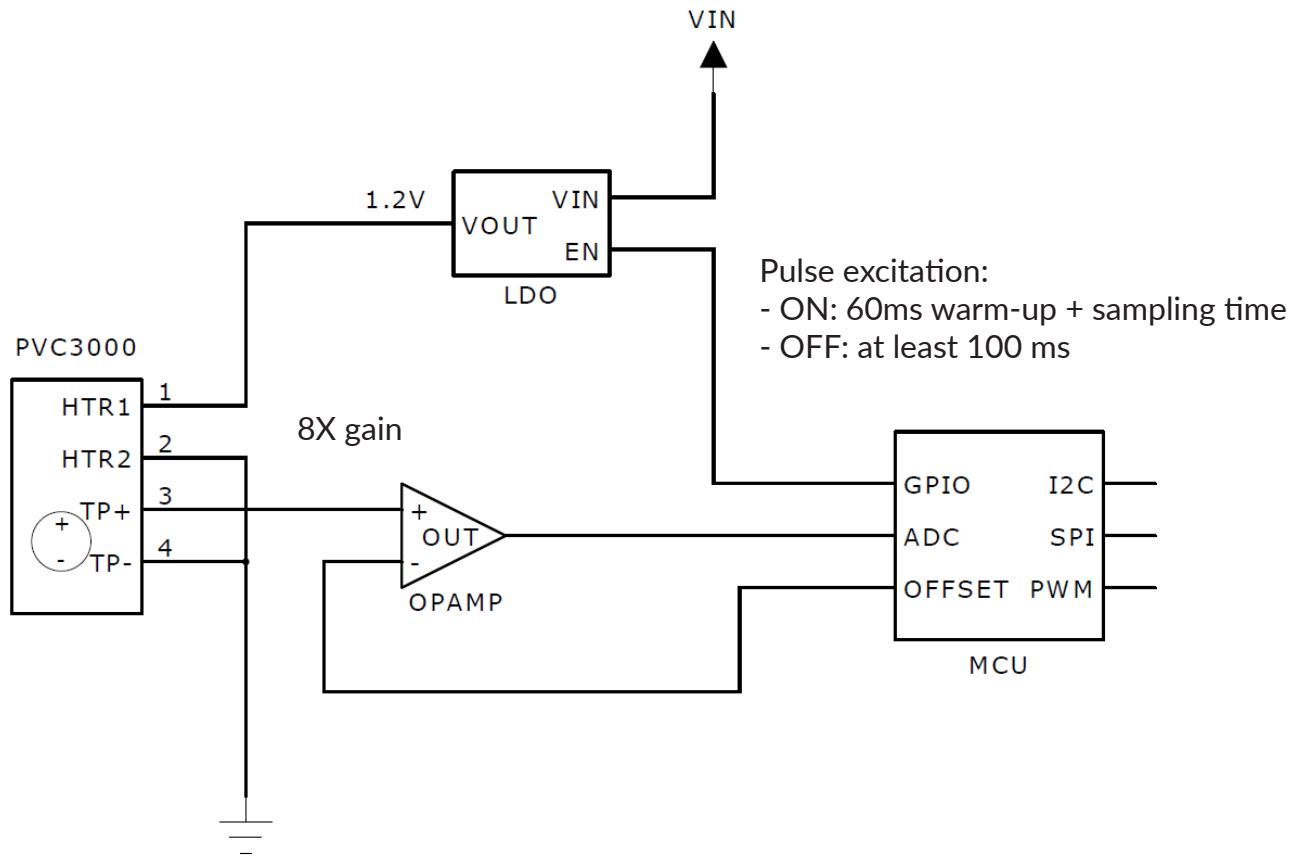 VIN
1.2V
VIN
VOUT
EN
LDO
Pulse excitation:
- ON: 60ms warm-up + sampling time
- OFF: at least 100 ms
PVC3000
1
HTR1
8X gain
2
HTR2
3
TP+
+
-
4
TP-
+
OUT
-
OPAMP
GPIO
I2C
ADC
SPI
OFFSET
PWM
MCU